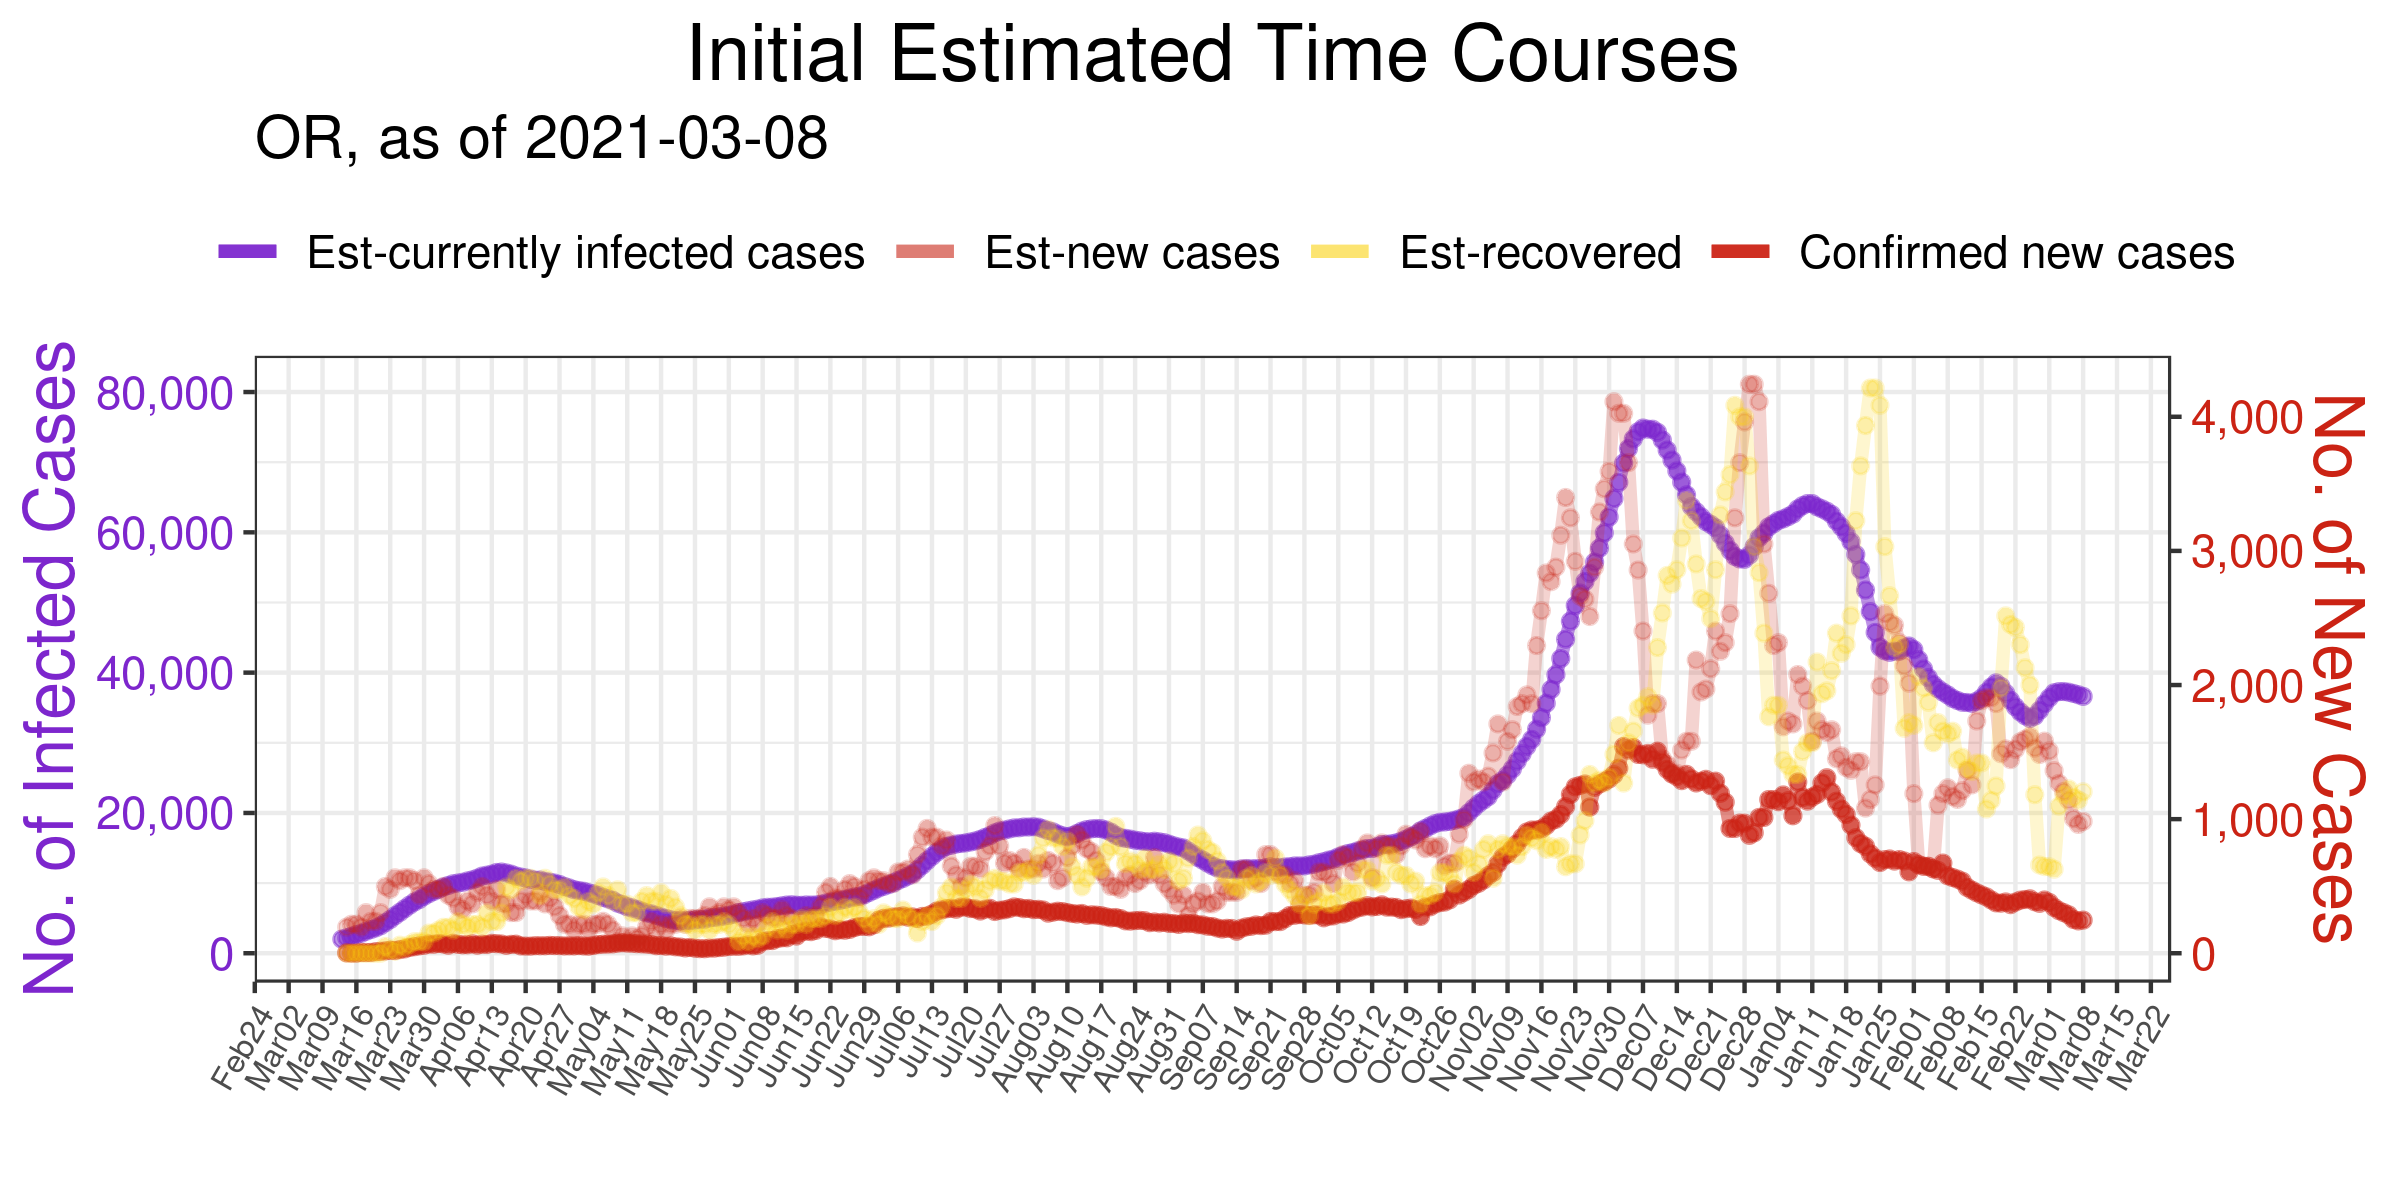 Initial Estimated Time Courses
OR, as of 2021-03-08
Est-currently infected cases Est-new cases Est-recovered Confirmed new cases
No. of Infected Cases
80,000
60,000
40,000
20,000
0
4,000
3,000
2,000
1,000
0
No. of New Cases
Feb24 Mar02 Mar09 Mar16 Mar23 Mar30 Apr06 Apr13 Apr20 Apr27 May04 May11 May18 May25 Jun01 Jun08 Jun15 Jun22 Jun29 Jul06 Jul13 Jul20 Jul27 Aug03 Aug10 Aug17 Aug24 Aug31 Sep07 Sep14 Sep21 Sep28 Oct05 Oct12 Oct19 Oct26 Nov02 Nov09 Nov16 Nov23 Nov30 Dec07 Dec14 Dec21 Dec28 Jan04 Jan11 Jan18 Jan25 Feb01 Feb08 Feb15 Feb22 Mar01 Mar08 Mar15 Mar22